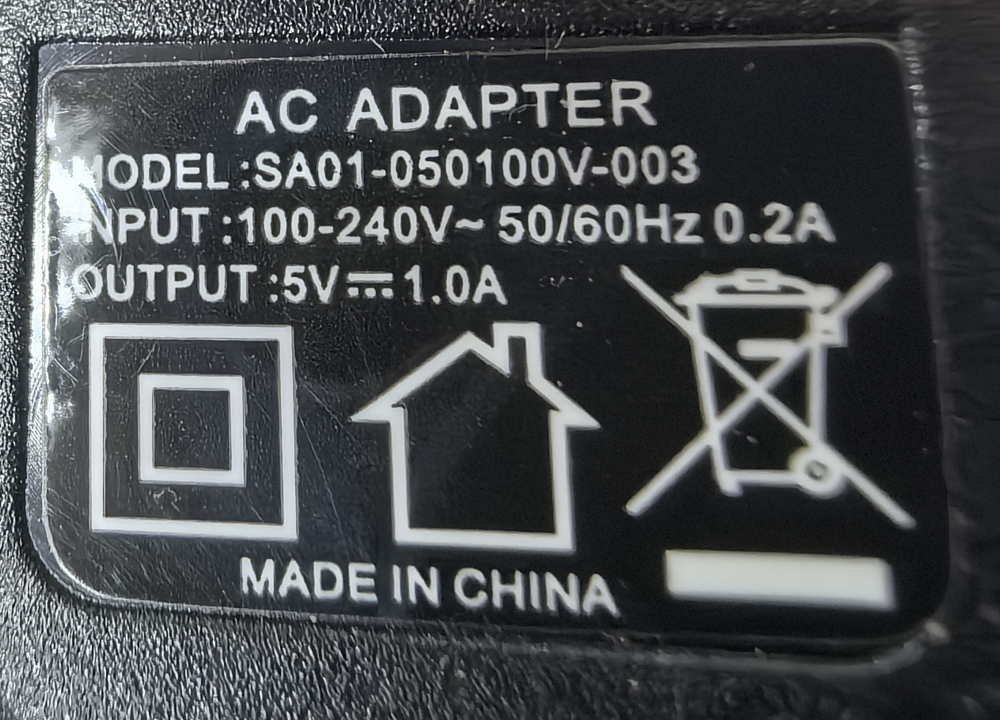 AC ADAPTER
MODEL :SA01-050100V-003
INPUT :100-240V~ 50/60Hz 0.2A
OUTPUT :5V⎓1.0A
MADE IN CHINA